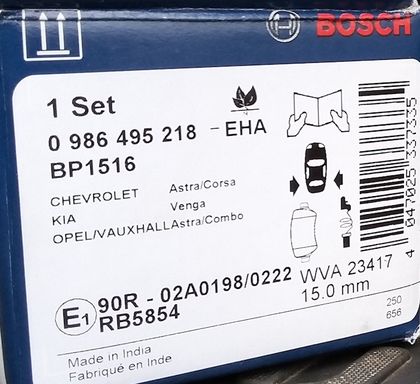 BOSCH
1 Set
0 986 495 218 - EHA
BP1516
CHEVROLET Astra/Corsa
KIA Venga
OPEL/VAUXHALL Astra/Combo
E1 90R - 02A0198/0222
RB5854
WVA 23417
15.0 mm
250
656
Made in India
Fabriqué en Inde
4 047025 337335